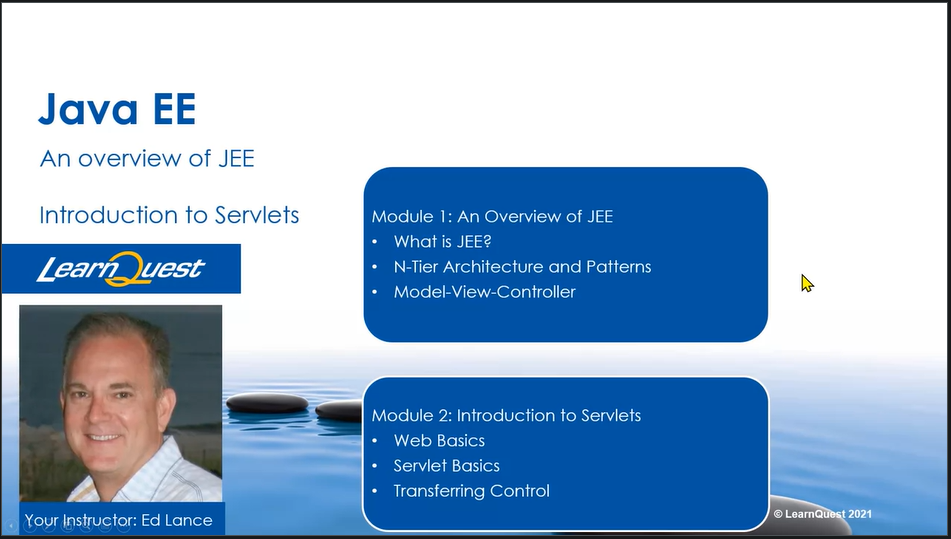 Java EE
An overview of JEE
Introduction to Servlets
LearnQuest
Your Instructor: Ed Lance
Module 1: An Overview of JEE
• What is JEE?
• N-Tier Architecture and Patterns
• Model-View-Controller
Module 2: Introduction to Servlets
• Web Basics
• Servlet Basics
• Transferring Control
© LearnQuest 2021